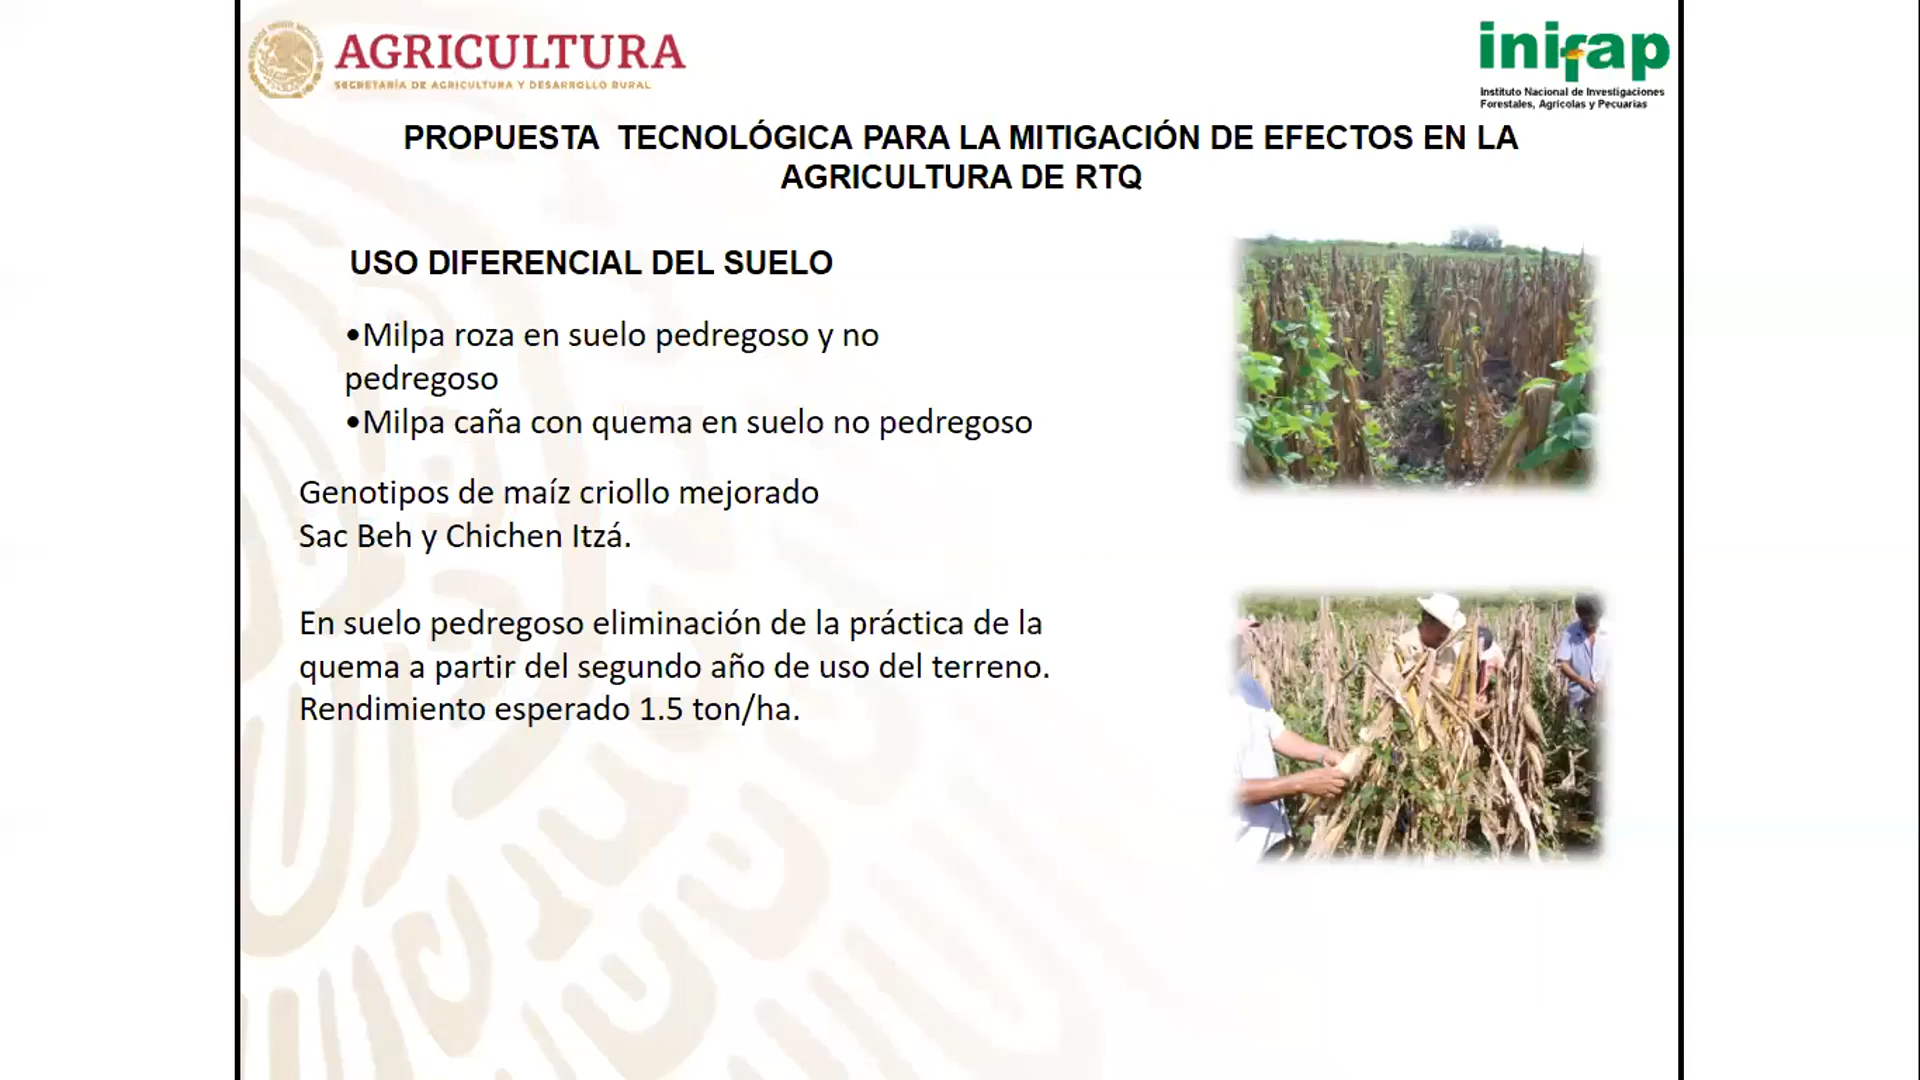 AGRICULTURA
SECRETARÍA DE AGRICULTURA Y DESARROLLO RURAL
inifap
Instituto Nacional de Investigaciones
Forestales, Agrícolas y Pecuarias
PROPUESTA TECNOLÓGICA PARA LA MITIGACIÓN DE EFECTOS EN LA
AGRICULTURA DE RTQ
USO DIFERENCIAL DEL SUELO
•Milpa roza en suelo pedregoso y no
pedregoso
•Milpa caña con quema en suelo no pedregoso
Genotipos de maíz criollo mejorado
Sac Beh y Chichen Itzá.
En suelo pedregoso eliminación de la práctica de la
quema a partir del segundo año de uso del terreno.
Rendimiento esperado 1.5 ton/ha.